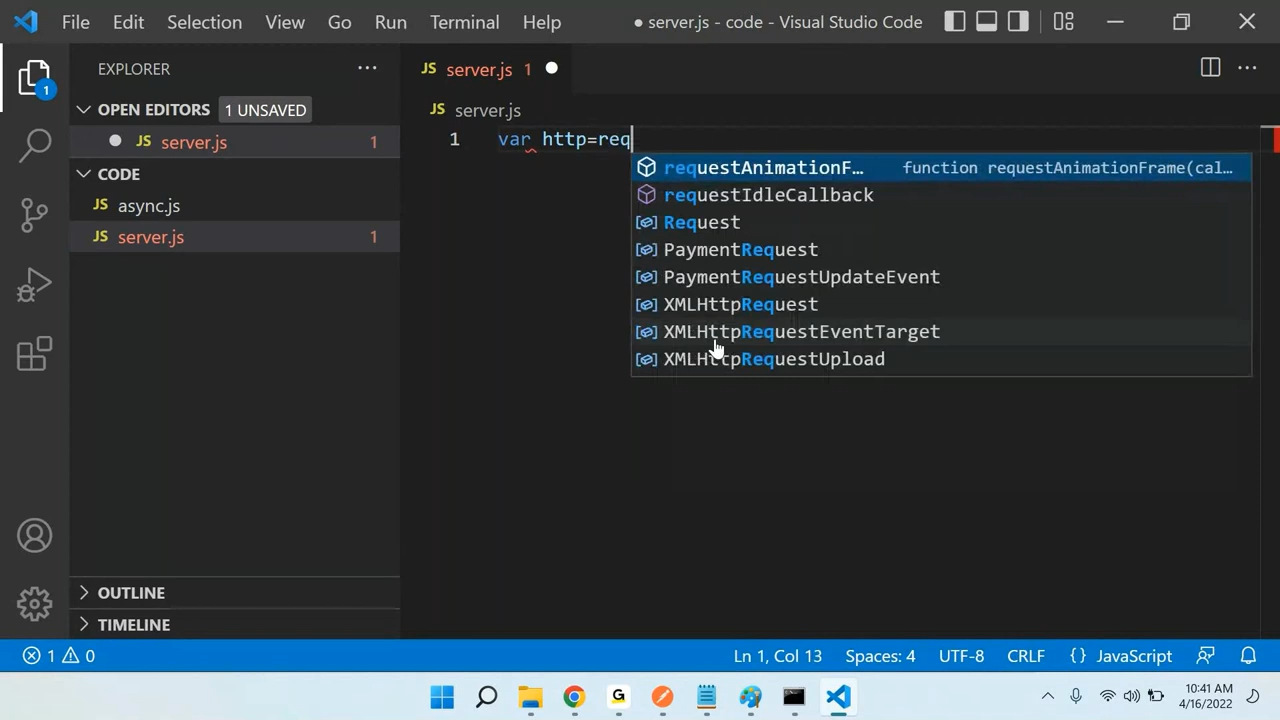 File Edit Selection View Go Run Terminal Help ● server.js - code - Visual Studio Code
EXPLORER ···
JS server.js 1 ●
OPEN EDITORS 1 UNSAVED
1
JS server.js
● JS server.js 1
1 var http=req
CODE
requestAnimationF… function requestAnimationFrame(cal…
JS async.js
requestIdleCallback
JS server.js 1
Request
PaymentRequest
PaymentRequestUpdateEvent
XMLHttpRequest
XMLHttpRequestEventTarget
XMLHttpRequestUpload
OUTLINE
TIMELINE
1 0 Ln 1, Col 13 Spaces: 4 UTF-8 CRLF {} JavaScript
G
10:41 AM
4/16/2022